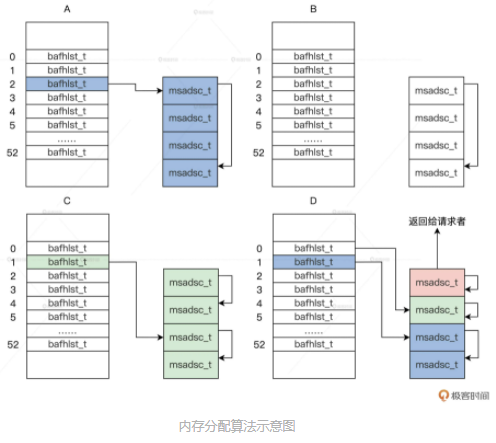 A
B
0 bafhlst_t
1 bafhlst_t
2 bafhlst_t
3 bafhlst_t
4 bafhlst_t
5 bafhlst_t
......
52 bafhlst_t
msadsc_t
msadsc_t
msadsc_t
msadsc_t
0 bafhlst_t
1 bafhlst_t
2 bafhlst_t
3 bafhlst_t
4 bafhlst_t
5 bafhlst_t
......
52 bafhlst_t
msadsc_t
msadsc_t
msadsc_t
msadsc_t
C
D
0 bafhlst_t
1 bafhlst_t
2 bafhlst_t
3 bafhlst_t
4 bafhlst_t
5 bafhlst_t
......
52 bafhlst_t
msadsc_t
msadsc_t
msadsc_t
msadsc_t
返回给请求者
0 bafhlst_t
1 bafhlst_t
2 bafhlst_t
3 bafhlst_t
4 bafhlst_t
5 bafhlst_t
......
52 bafhlst_t
msadsc_t
msadsc_t
msadsc_t
msadsc_t
极客时间
内存分配算法示意图